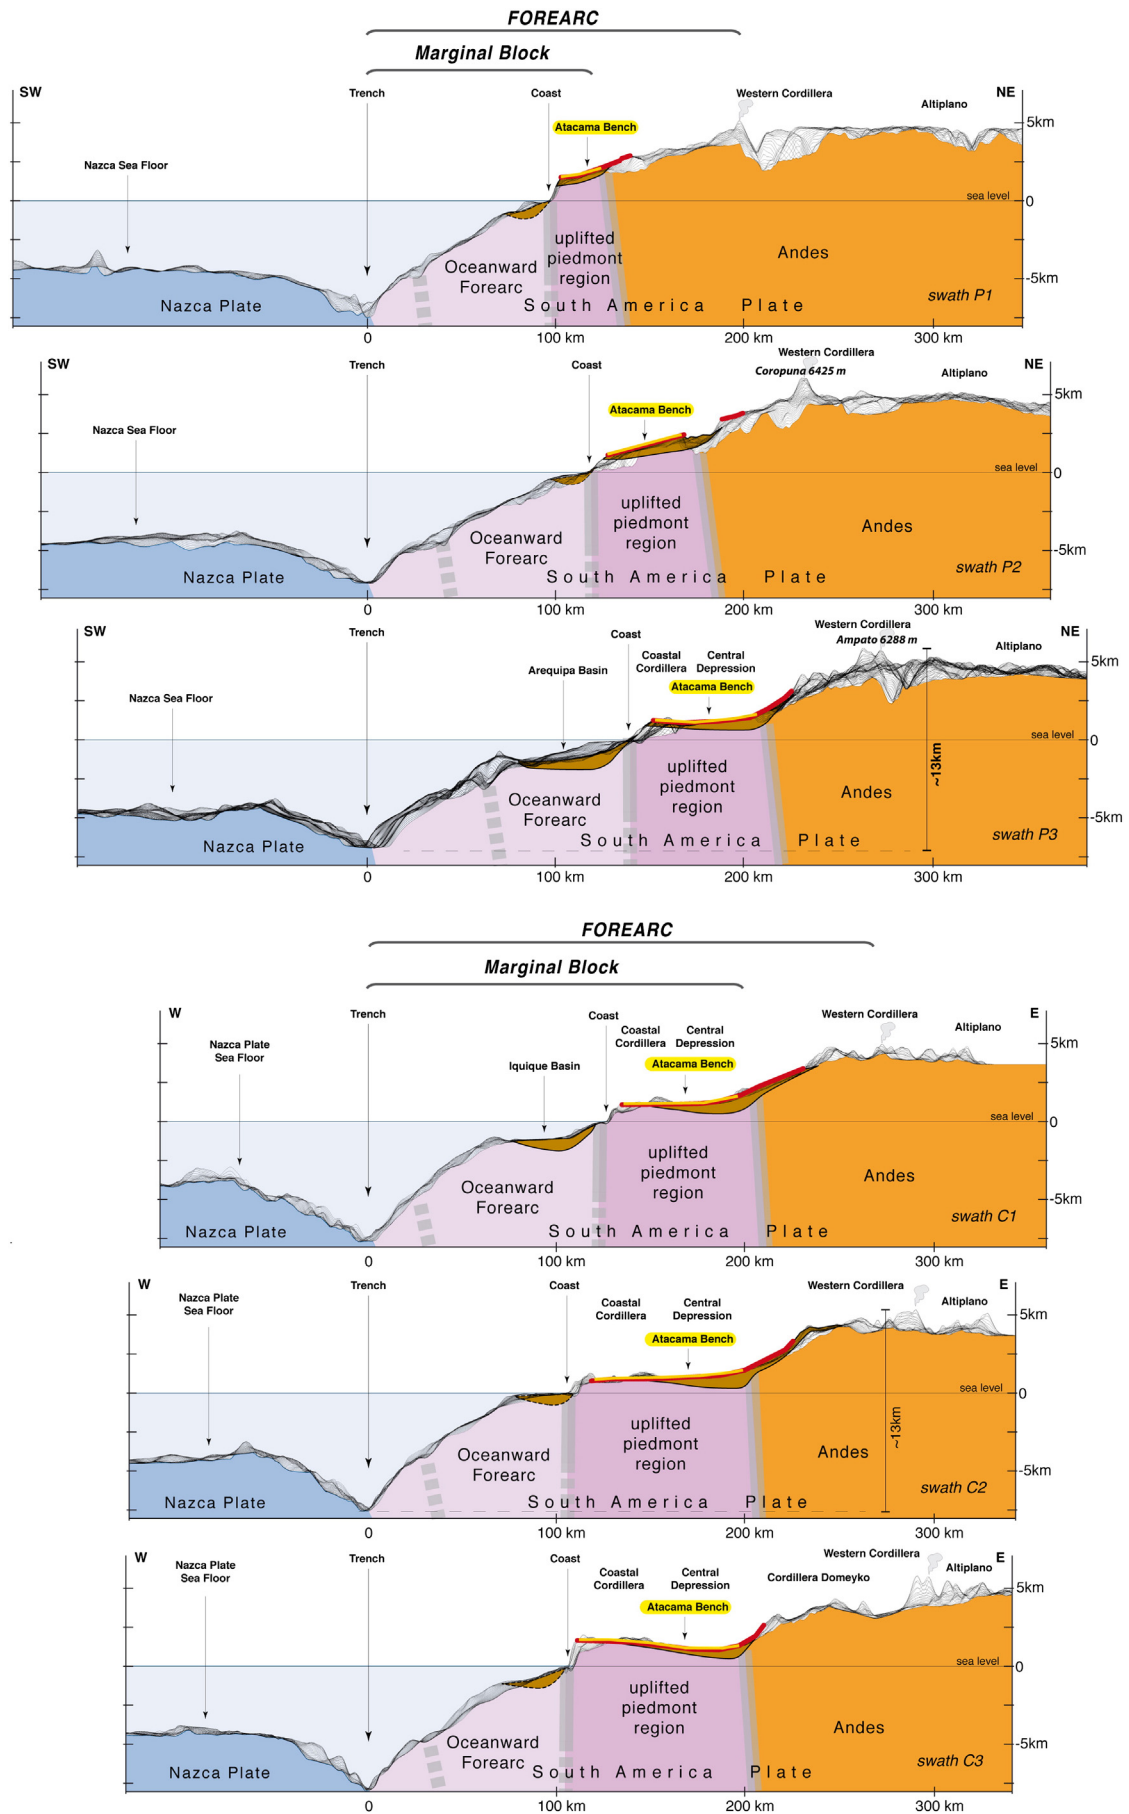 FOREARC
Marginal Block
SW
Trench
Coast
Western Cordillera
NE
Altiplano
5km
Atacama Bench
Nazca Sea Floor
sea level
0
uplifted
piedmont
region
Oceanward
Forearc
Andes
-5km
swath P1
Nazca Plate
South America Plate
0
100 km
200 km
300 km
SW
Trench
Coast
Western Cordillera
Coropuna 6425 m
NE
Altiplano
5km
Atacama Bench
Nazca Sea Floor
sea level
0
uplifted
piedmont
region
Oceanward
Forearc
Andes
-5km
swath P2
Nazca Plate
South America Plate
0
100 km
200 km
300 km
SW
Trench
Coast
Western Cordillera
Ampato 6288 m
NE
Altiplano
Coastal
Cordillera
Central
Depression
5km
Arequipa Basin
Atacama Bench
Nazca Sea Floor
sea level
0
~13km
uplifted
piedmont
region
Oceanward
Forearc
Andes
-5km
swath P3
Nazca Plate
South America Plate
0
100 km
200 km
300 km
FOREARC
Marginal Block
W
Trench
Coast
Western Cordillera
E
Altiplano
Coastal
Cordillera
Central
Depression
5km
Nazca Plate
Sea Floor
Iquique Basin
Atacama Bench
sea level
0
uplifted
piedmont
region
Oceanward
Forearc
Andes
-5km
swath C1
Nazca Plate
South America Plate
0
100 km
200 km
300 km
W
Trench
Coast
Western Cordillera
E
Nazca Plate
Sea Floor
Coastal
Cordillera
Central
Depression
Altiplano
5km
Atacama Bench
sea level
0
~13km
uplifted
piedmont
region
Oceanward
Forearc
Andes
-5km
swath C2
Nazca Plate
South America Plate
0
100 km
200 km
300 km
W
Trench
Coast
Western Cordillera
E
Nazca Plate
Sea Floor
Coastal
Cordillera
Central
Depression
Cordillera Domeyko
Altiplano
5km
Atacama Bench
sea level
0
uplifted
piedmont
region
Oceanward
Forearc
Andes
-5km
swath C3
Nazca Plate
South America Plate
0
100 km
200 km
300 km